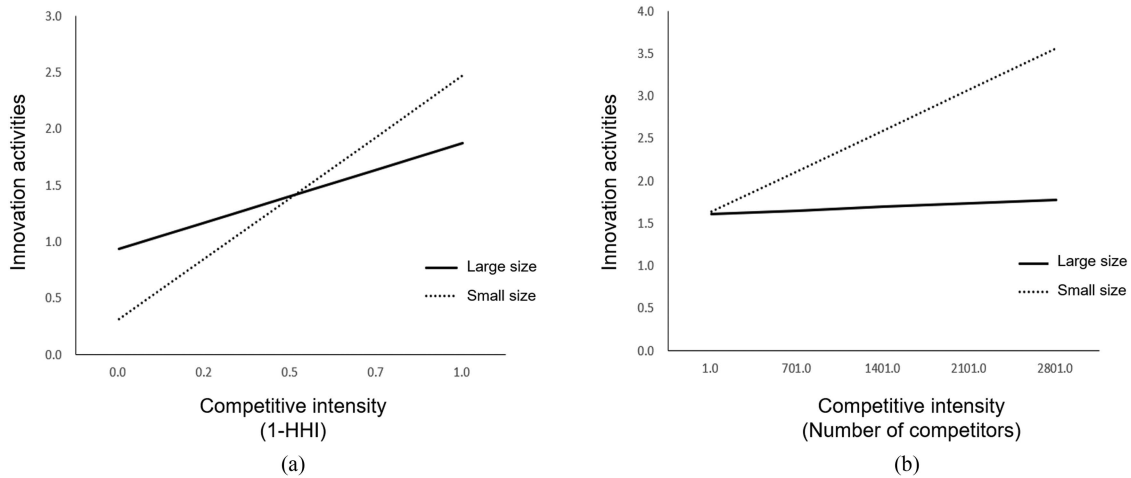 3.0
2.5
2.0
1.5
1.0
0.5
0.0
Innovation activities
Large size
Small size
0.0 0.2 0.5 0.7 1.0
Competitive intensity
(1-HHI)
(a)
4.0
3.5
3.0
2.5
2.0
1.5
1.0
0.5
0.0
Innovation activities
Large size
Small size
1.0 701.0 1401.0 2101.0 2801.0
Competitive intensity
(Number of competitors)
(b)